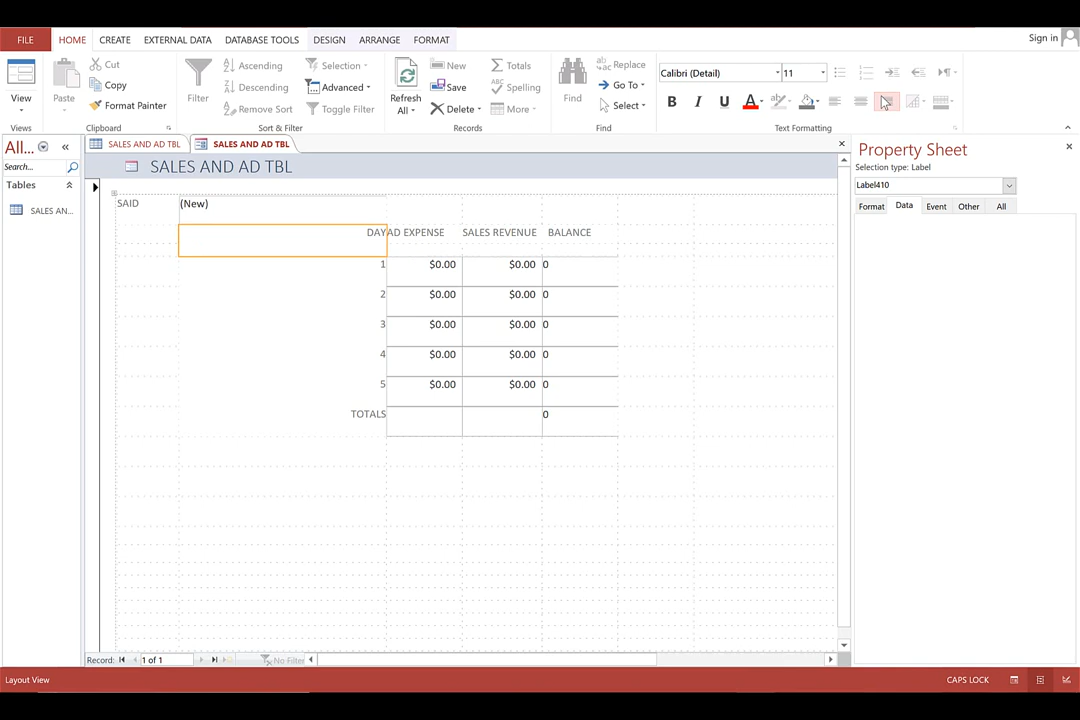 Sign in
FILE HOME CREATE EXTERNAL DATA DATABASE TOOLS DESIGN ARRANGE FORMAT
View
Views
Paste
Cut
Copy
Format Painter
Clipboard
Filter
Ascending
Descending
Remove Sort
Selection
Advanced
Toggle Filter
Sort & Filter
Refresh
All
New
Save
Delete
Totals
Spelling
More
Records
Find
Replace
Go To
Select
Find
Calibri (Detail) 11
B I U A
Text Formatting
All... «
Search...
Tables
SALES AN...
SALES AND AD TBL SALES AND AD TBL
SALES AND AD TBL
SAID (New)
DAY AD EXPENSE SALES REVENUE BALANCE
1 $0.00 $0.00 0
2 $0.00 $0.00 0
3 $0.00 $0.00 0
4 $0.00 $0.00 0
5 $0.00 $0.00 0
TOTALS 0
Record: 1 of 1 No Filter
Property Sheet
Selection type: Label
Label410
Format Data Event Other All
Layout View CAPS LOCK